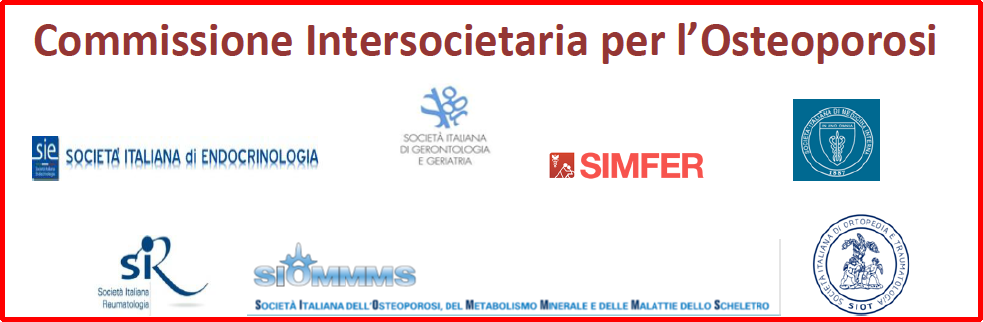 Commissione Intersocietaria per l'Osteoporosi
sie
SOCIETA' ITALIANA di ENDOCRINOLOGIA
SOCIETÀ ITALIANA
DI GERONTOLOGIA
E GERIATRIA
SIMFER
SOCIETÀ ITALIANA DI MEDICINA INTERNA
1887
SIR
Società Italiana
Reumatologia
SIOMMMS
SOCIETÀ ITALIANA DELL'OSTEOPOROSI, DEL METABOLISMO MINERALE E DELLE MALATTIE DELLO SCHELETRO
SOCIETÀ ITALIANA DI ORTOPEDIA E TRAUMATOLOGIA
SIOT